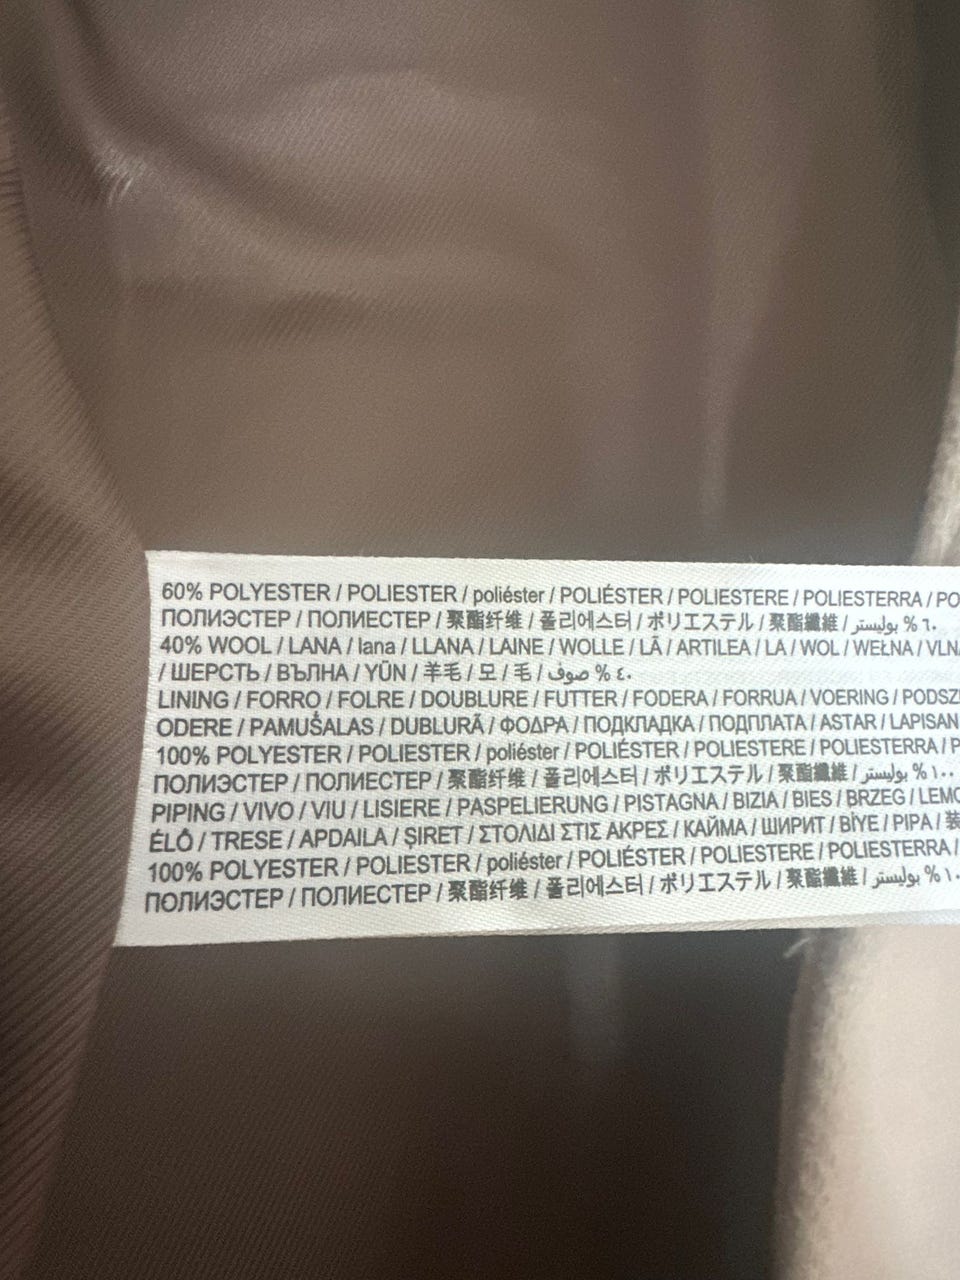 60% POLYESTER / POLIESTER / poliéster / POLIÉSTER / POLIESTERE / POLIESTERRA / PO
ПОЛИЭСТЕР / ПОЛИЕСТЕР / 聚酯纤维 / 폴리에스터 / ポリエステル / 聚酯纖維 / بوليستر % ٦٠
40% WOOL / LANA / lana / LLANA / LAINE / WOLLE / LÃ / ARTILEA / LA / WOL / WEŁNA / VLN
/ ШЕРСТЬ / ВЪЛНА / YÜN / 羊毛 / 모 / 毛 / صوف % ٤٠
LINING / FORRO / FOLRE / DOUBLURE / FUTTER / FODERA / FORRUA / VOERING / PODSZ
ODERE / PAMUŠALAS / DUBLURĂ / ΦΟΔΡΑ / ПОДКЛАДКА / ПОДПЛАТА / ASTAR / LAPISAN
100% POLYESTER / POLIESTER / poliéster / POLIÉSTER / POLIESTERE / POLIESTERRA / P
ПОЛИЭСТЕР / ПОЛИЕСТЕР / 聚酯纤维 / 폴리에스터 / ポリエステル / 聚酯纖維 / بوليستر % ١٠٠
PIPING / VIVO / VIU / LISIERE / PASPELIERUNG / PISTAGNA / BIZIA / BIES / BRZEG / LEMO
ÉLŐ / TRESE / APDAILA / ŞIRET / ΣΤΟΛΙΔΙ ΣΤΙΣ ΑΚΡΕΣ / КАЙМА / ШИРИТ / BİYE / PIPA / 装
100% POLYESTER / POLIESTER / poliéster / POLIÉSTER / POLIESTERE / POLIESTERRA /
ПОЛИЭСТЕР / ПОЛИЕСТЕР / 聚酯纤维 / 폴리에스터 / ポリエステル / 聚酯纖維 / بوليستر % ١٠